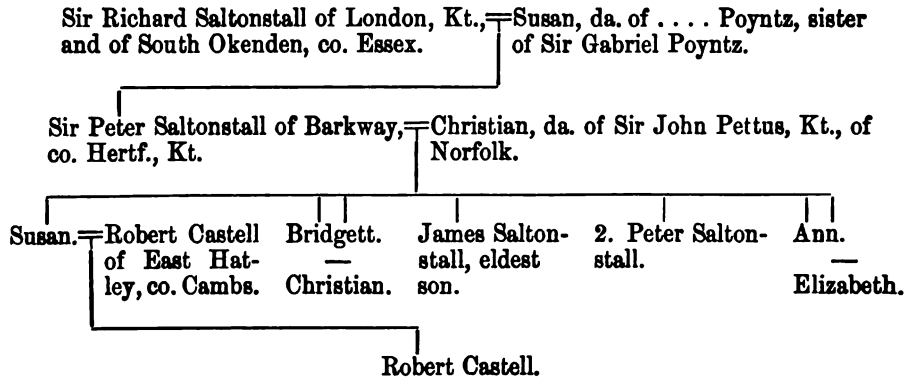 Sir Richard Saltonstall of London, Kt.,=Susan, da. of .... Poyntz, sister
and of South Okenden, co. Essex. of Sir Gabriel Poyntz.
Sir Peter Saltonstall of Barkway,=Christian, da. of Sir John Pettus, Kt., of
co. Hertf., Kt. Norfolk.
Susan.=Robert Castell
of East Hat-
ley, co. Cambs.
Bridgett.
—
Christian.
James Salton-
stall, eldest
son.
2. Peter Salton-
stall.
Ann.
—
Elizabeth.
Robert Castell.